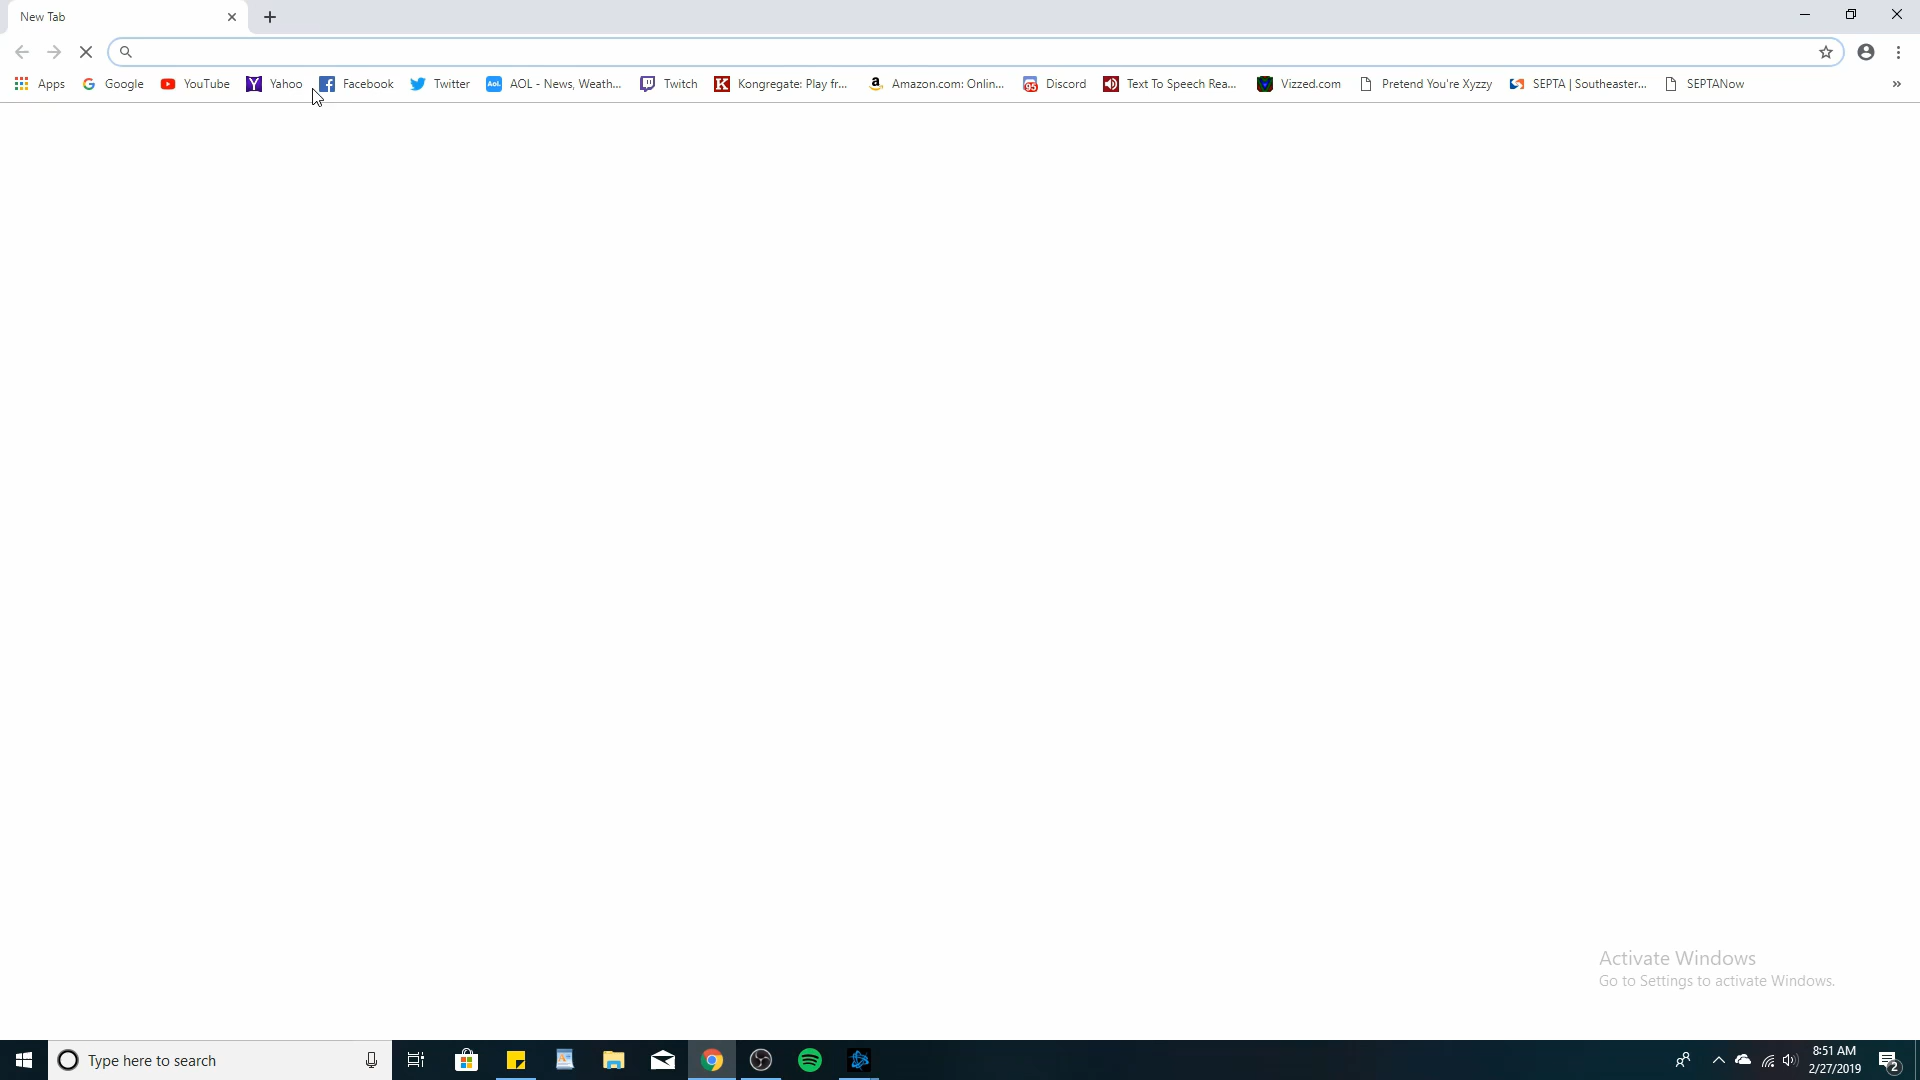 New Tab
Apps Google YouTube Yahoo Facebook Twitter Aol. AOL - News, Weath... Twitch Kongregate: Play fr... Amazon.com: Onlin... Discord Text To Speech Rea... Vizzed.com Pretend You're Xyzzy SEPTA | Southeaster... SEPTANow »
Activate Windows
Go to Settings to activate Windows.
Type here to search
8:51 AM
2/27/2019
2